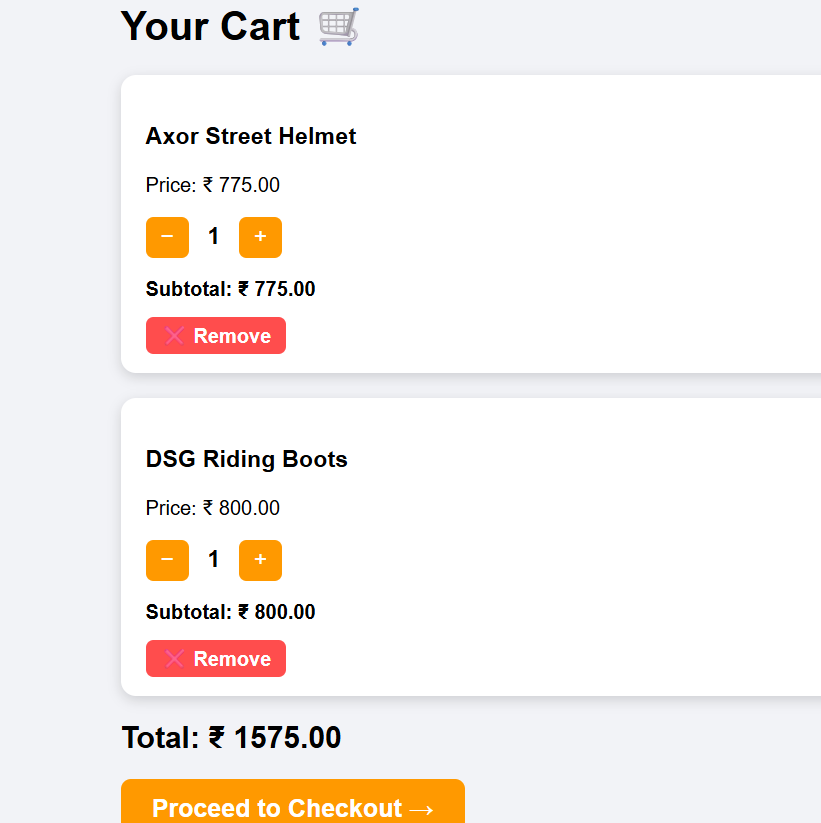 Your Cart 🛒
Axor Street Helmet
Price: ₹ 775.00
− 1 +
Subtotal: ₹ 775.00
❌ Remove
DSG Riding Boots
Price: ₹ 800.00
− 1 +
Subtotal: ₹ 800.00
❌ Remove
Total: ₹ 1575.00
Proceed to Checkout →